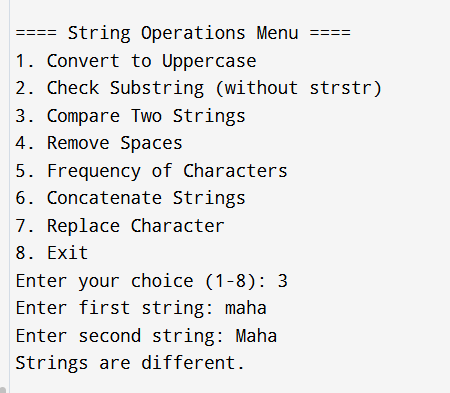 ==== String Operations Menu ====
1. Convert to Uppercase
2. Check Substring (without strstr)
3. Compare Two Strings
4. Remove Spaces
5. Frequency of Characters
6. Concatenate Strings
7. Replace Character
8. Exit
Enter your choice (1-8): 3
Enter first string: maha
Enter second string: Maha
Strings are different.